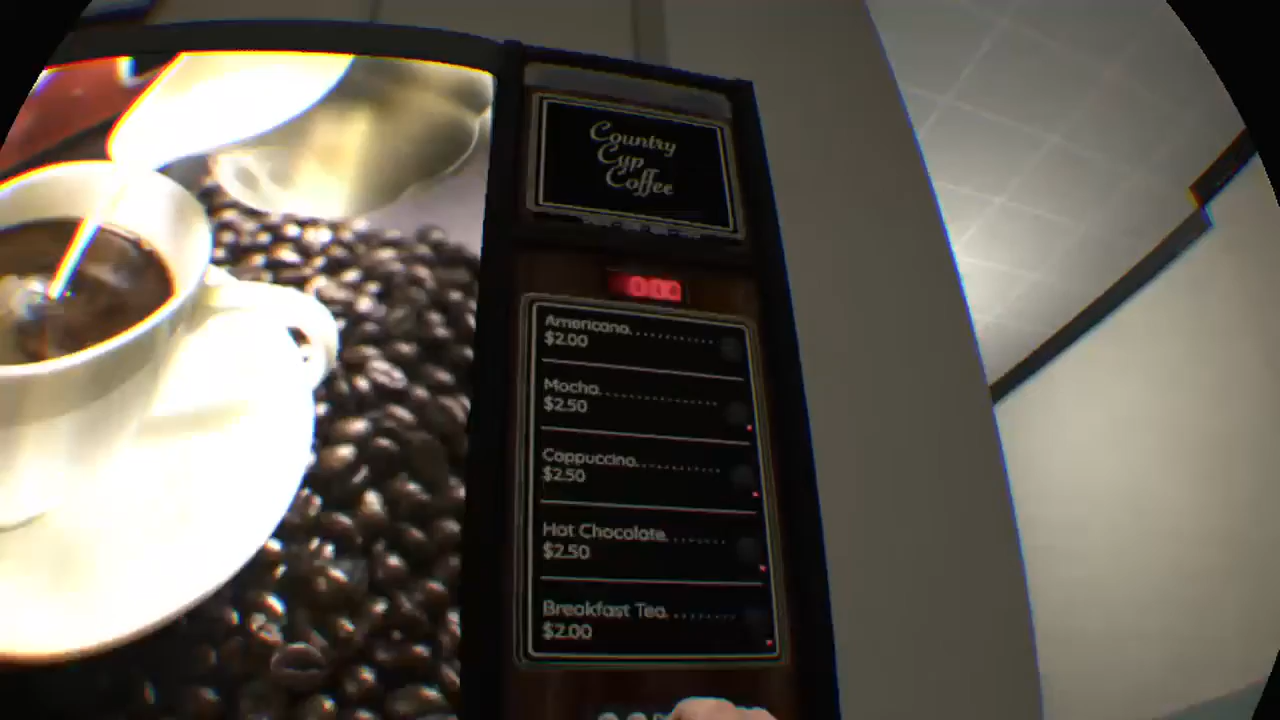 Country
Cup
Coffee
0:00
Americano
$2.00
Mocha
$2.50
Cappuccino
$2.50
Hot Chocolate
$2.50
Breakfast Tea
$2.00